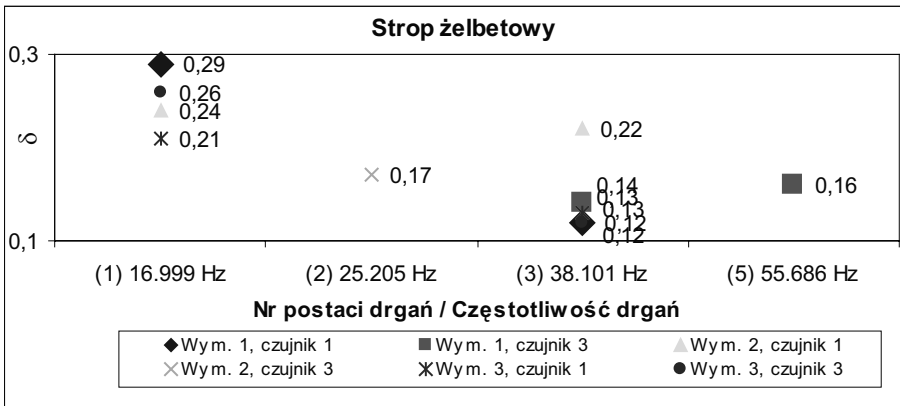 Strop żelbetowy
0,3
0,29
0,26
0,24
0,22
0,21
δ
0,17
0,14
0,16
0,13
0,13
0,12
0,12
0,1
(1) 16.999 Hz (2) 25.205 Hz (3) 38.101 Hz (5) 55.686 Hz
Nr postaci drgań / Częstotliwość drgań
Wym. 1, czujnik 1 Wym. 1, czujnik 3 Wym. 2, czujnik 1
Wym. 2, czujnik 3 Wym. 3, czujnik 1 Wym. 3, czujnik 3